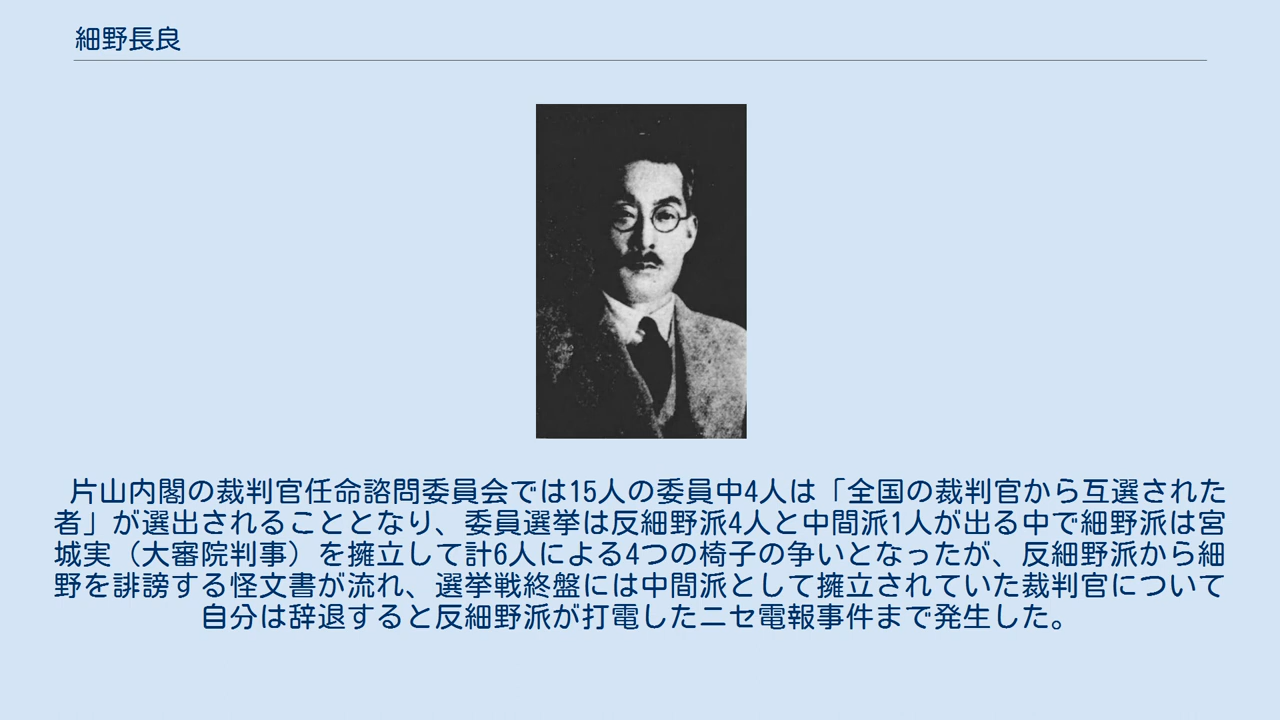 細野長良
片山内閣の裁判官任命諮問委員会では15人の委員中4人は「全国の裁判官から互選された
者」が選出されることとなり、委員選挙は反細野派4人と中間派1人が出る中で細野派は宮
城実（大審院判事）を擁立して計6人による4つの椅子の争いとなったが、反細野派から細
野を誹謗する怪文書が流れ、選挙戦終盤には中間派として擁立されていた裁判官について
自分は辞退すると反細野派が打電したニセ電報事件まで発生した。